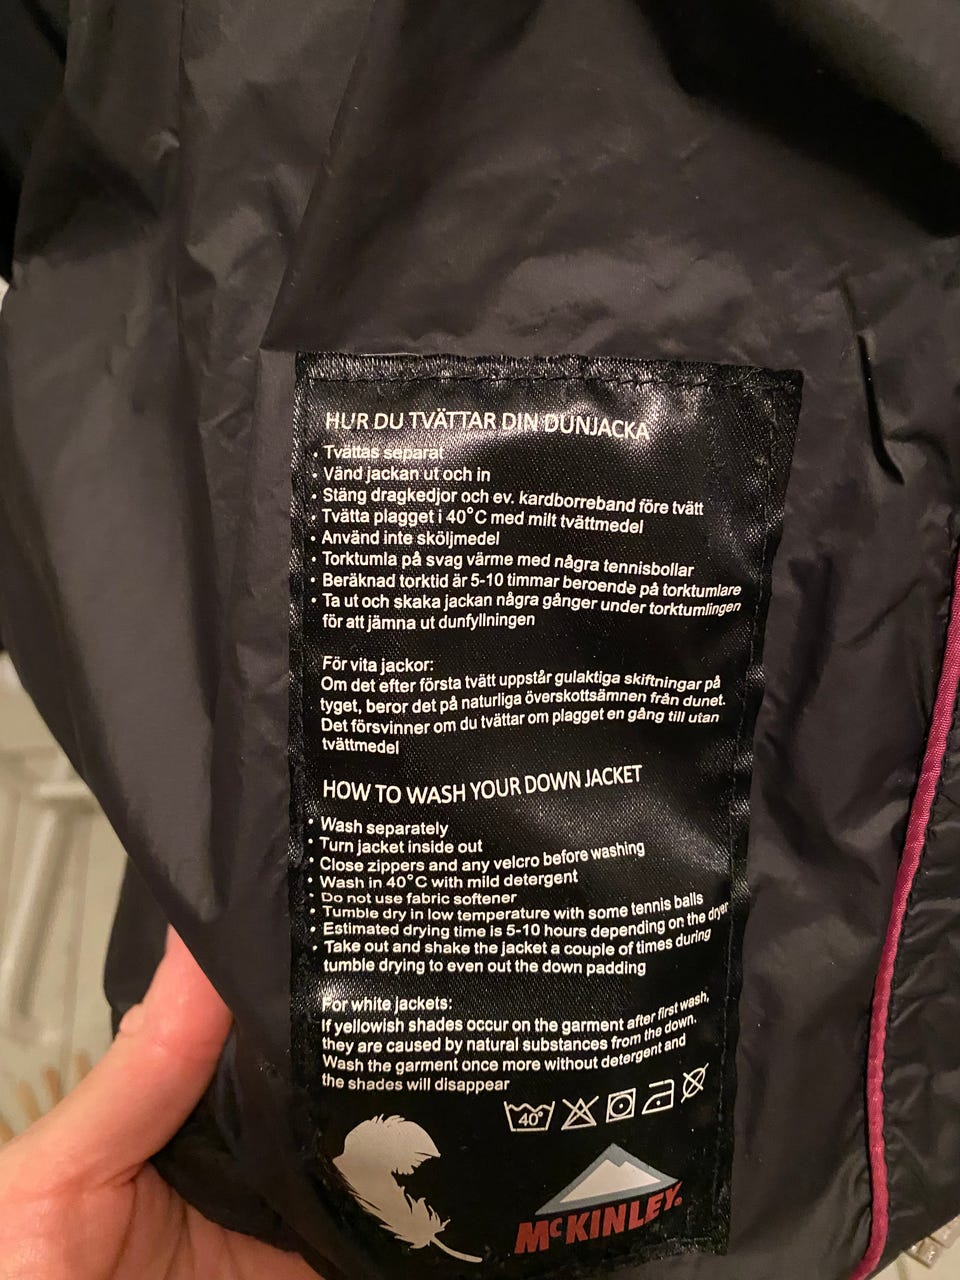 HUR DU TVÄTTAR DIN DUNJACKA
• Tvättas separat
• Vänd jackan ut och in
• Stäng dragkedjor och ev. kardborreband före tvätt
• Tvätta plagget i 40°C med milt tvättmedel
• Använd inte sköljmedel
• Torktumla på svag värme med några tennisbollar
• Beräknad torktid är 5-10 timmar beroende på torktumlare
• Ta ut och skaka jackan några gånger under torktumlingen
för att jämna ut dunfyllningen
För vita jackor:
Om det efter första tvätt uppstår gulaktiga skiftningar på
tyget, beror det på naturliga överskottsämnen från dunet.
Det försvinner om du tvättar om plagget en gång till utan
tvättmedel
HOW TO WASH YOUR DOWN JACKET
• Wash separately
• Turn jacket inside out
• Close zippers and any velcro before washing
• Wash in 40°C with mild detergent
• Do not use fabric softener
• Tumble dry in low temperature with some tennis balls
• Estimated drying time is 5-10 hours depending on the dryer
• Take out and shake the jacket a couple of times during
tumble drying to even out the down padding
For white jackets:
If yellowish shades occur on the garment after first wash,
they are caused by natural substances from the down.
Wash the garment once more without detergent and
the shades will disappear
40°
McKINLEY